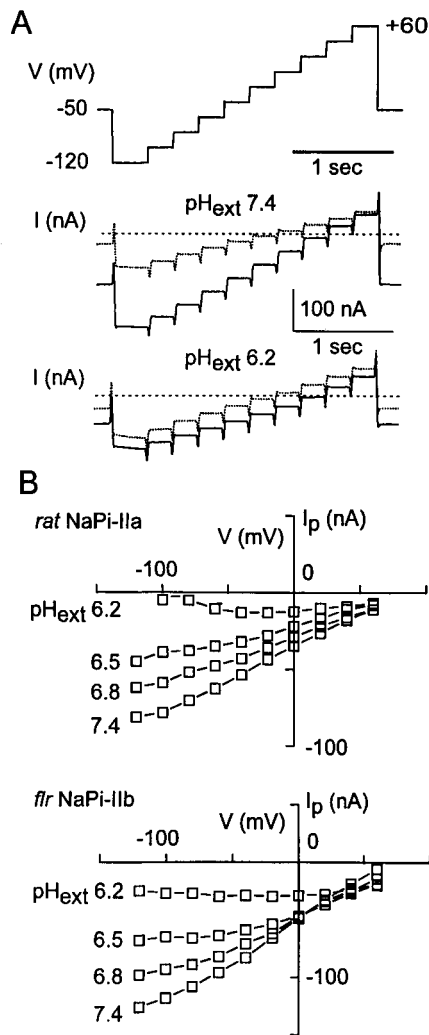 A
+60
V (mV)
-50
-120
1 sec
pHext 7.4
I (nA)
100 nA
1 sec
pHext 6.2
I (nA)
B
rat NaPi-IIa
Ip (nA)
V (mV)
-100
0
pHext 6.2
6.5
6.8
7.4
-100
flr NaPi-IIb
Ip (nA)
V (mV)
-100
0
pHext 6.2
6.5
6.8
-100
7.4